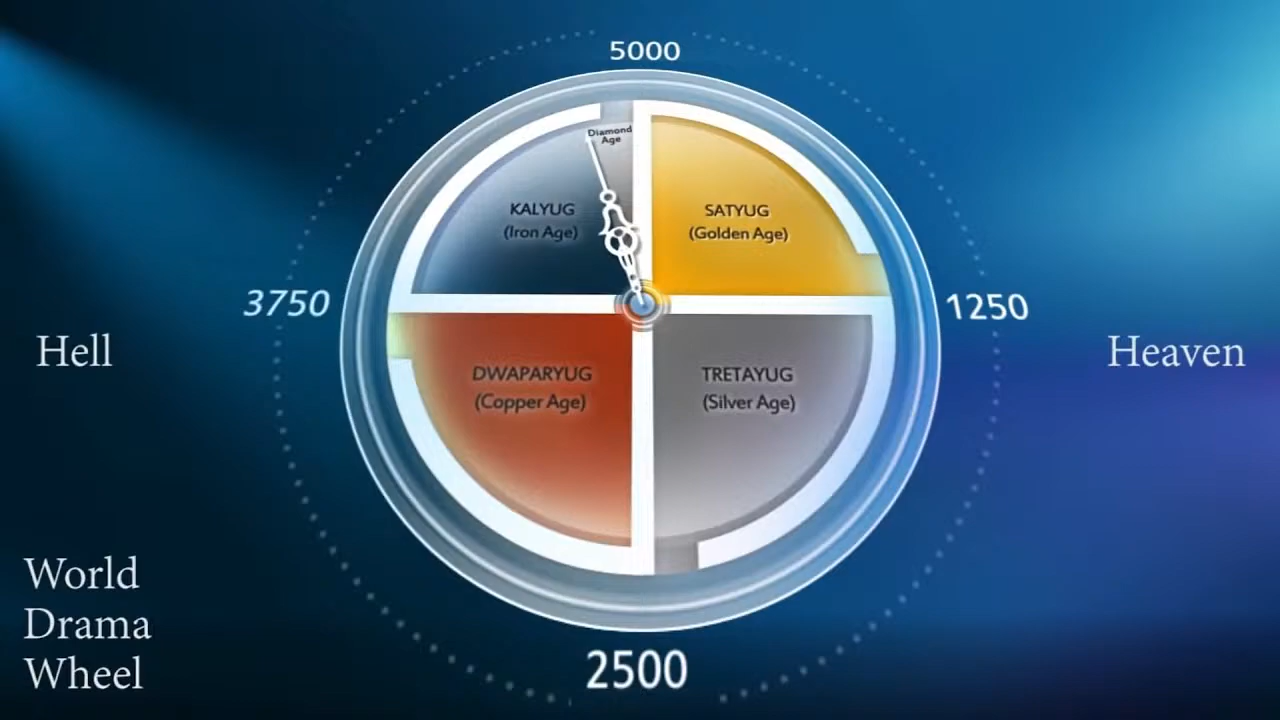 5000
Diamond
Age
KALYUG
(Iron Age)
SATYUG
(Golden Age)
3750
1250
Hell
Heaven
DWAPARYUG
(Copper Age)
TRETAYUG
(Silver Age)
World
Drama
Wheel
2500